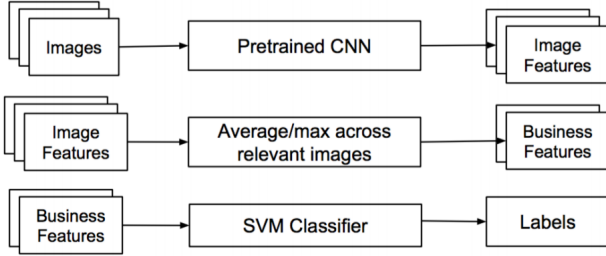 Images
Pretrained CNN
Image
Features
Image
Features
Average/max across
relevant images
Business
Features
Business
Features
SVM Classifier
Labels